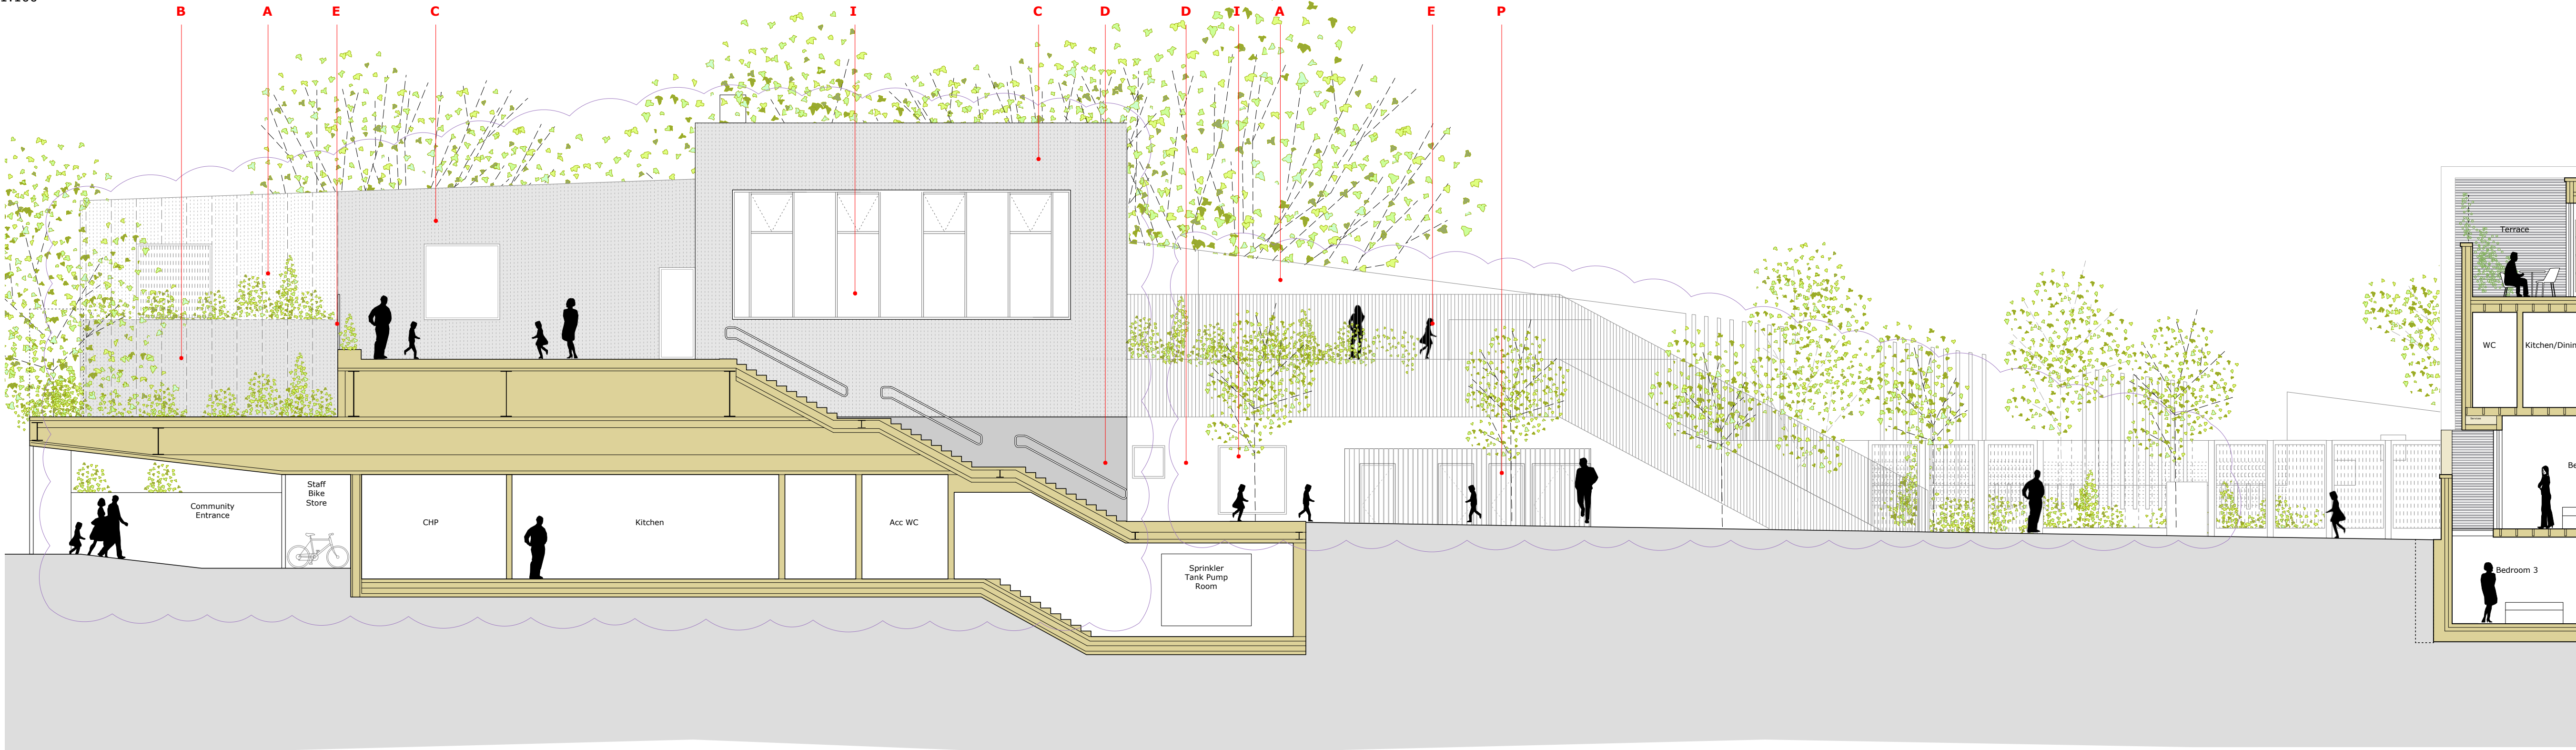 B A E C I C D D I A E P
Terrace
WC
Kitchen/Dinin
Staff
Bike
Store
Community
Entrance
CHP
Kitchen
Acc WC
Sprinkler
Tank Pump
Room
Be
Bedroom 3